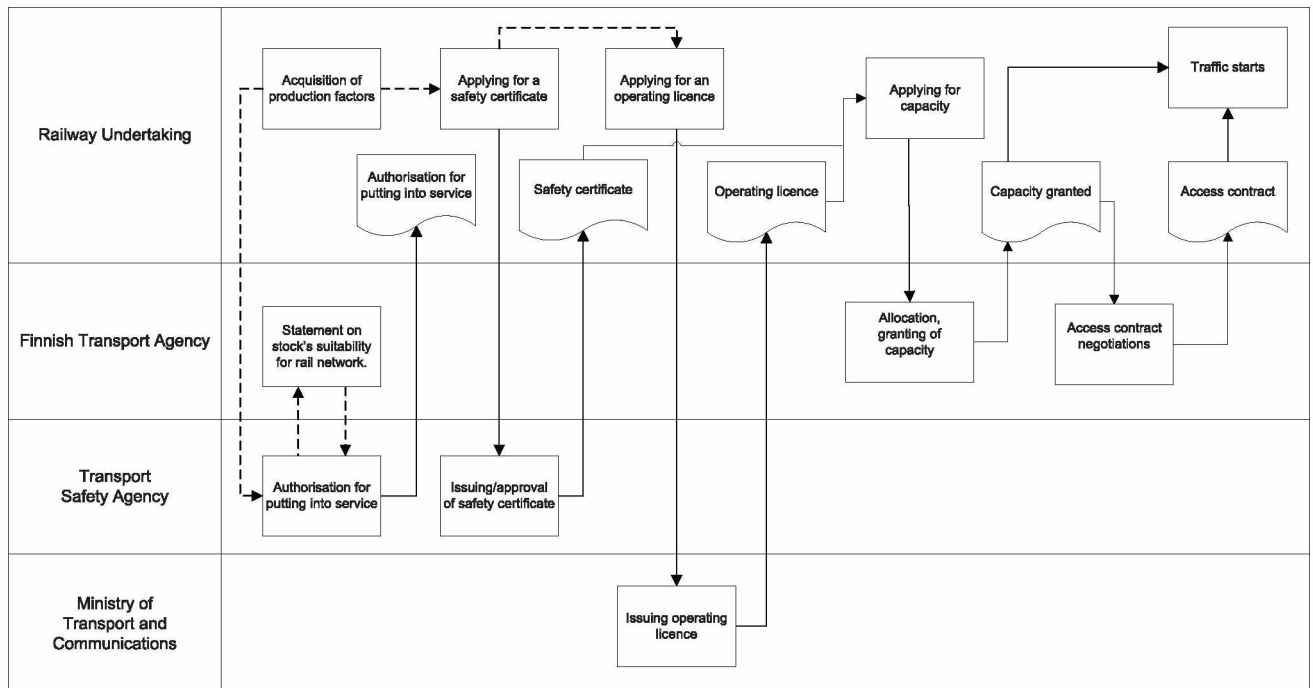 Railway Undertaking
Acquisition of
production factors
Applying for a
safety certificate
Applying for an
operating licence
Applying for
capacity
Traffic starts
Authorisation for
putting into service
Safety certificate
Operating licence
Capacity granted
Access contract
Finnish Transport Agency
Statement on
stock's suitability
for rail network.
Allocation,
granting of
capacity
Access contract
negotiations
Transport
Safety Agency
Authorisation for
putting into service
Issuing/approval
of safety certificate
Ministry of
Transport and
Communications
Issuing operating
licence